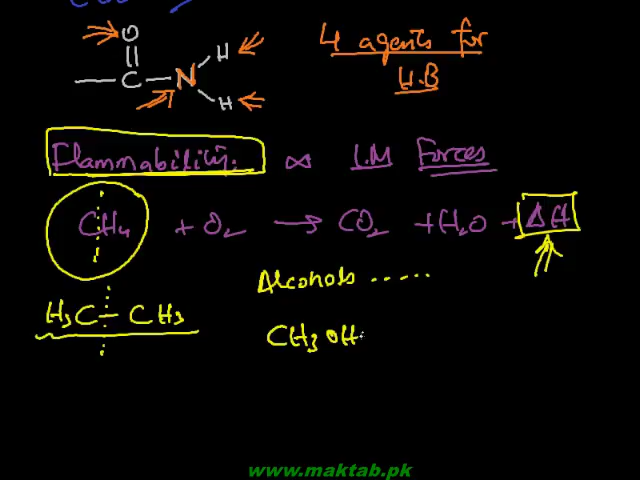 O
H
4 agents for
H.B
— C — N
H
Flammability. ∝ I.M Forces
CH4 + O2 → CO2 + H2O + ΔH
Alcohols ......
H3C – CH3
CH3OH
www.maktab.pk